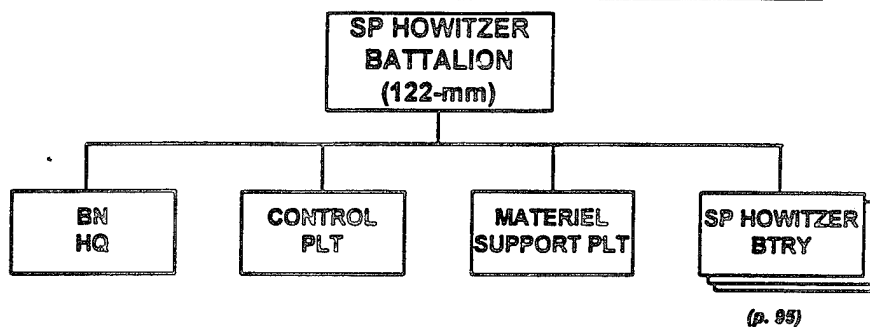 SP HOWITZER
BATTALION
(122-mm)
BN
HQ
CONTROL
PLT
MATERIEL
SUPPORT PLT
SP HOWITZER
BTRY
(p. 95)